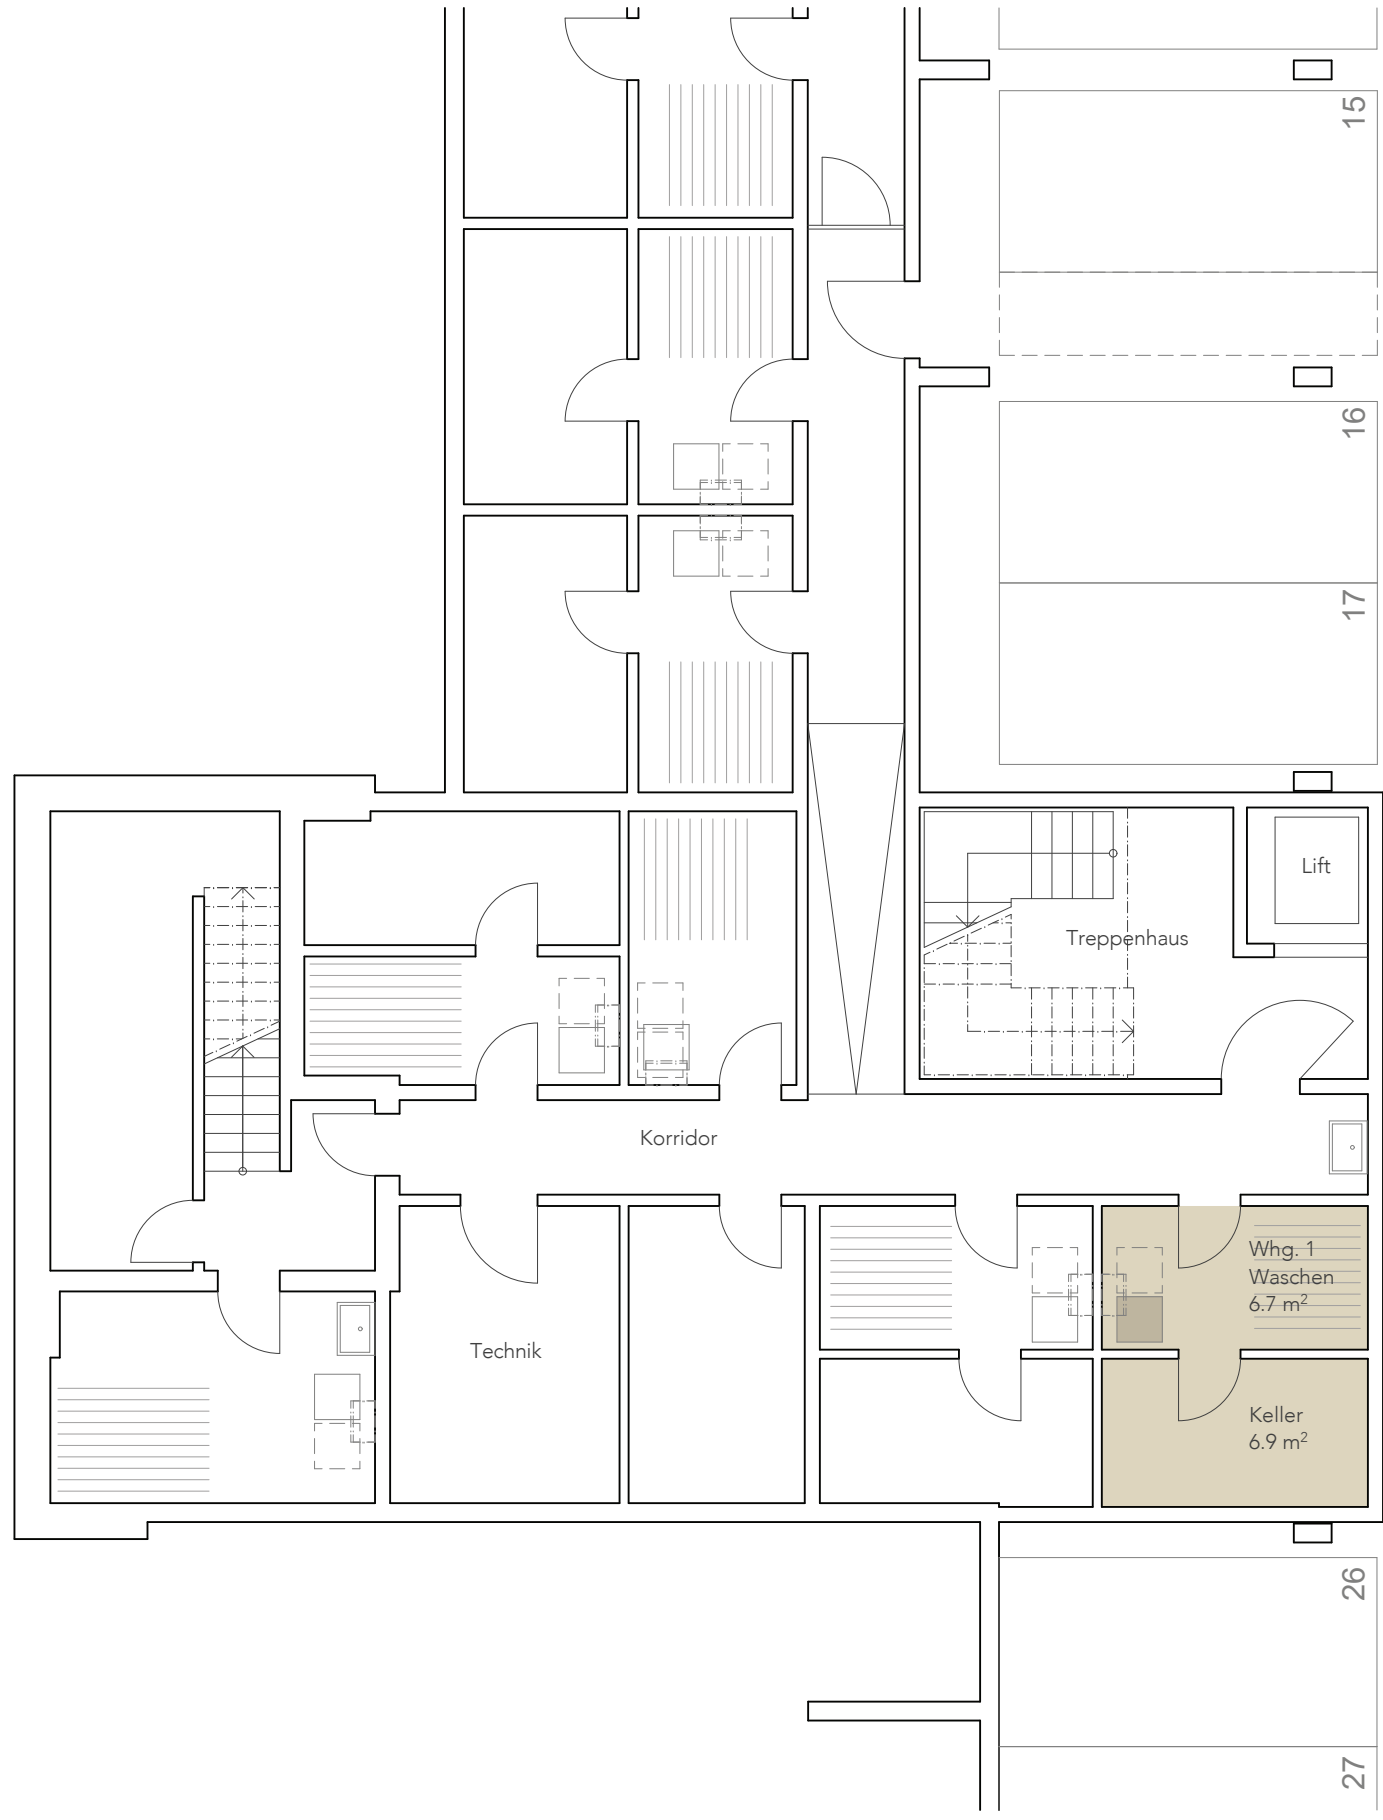 15
16
17
Lift
Treppenhaus
Korridor
Whg. 1
Waschen
6.7 m²
Technik
Keller
6.9 m²
26
27